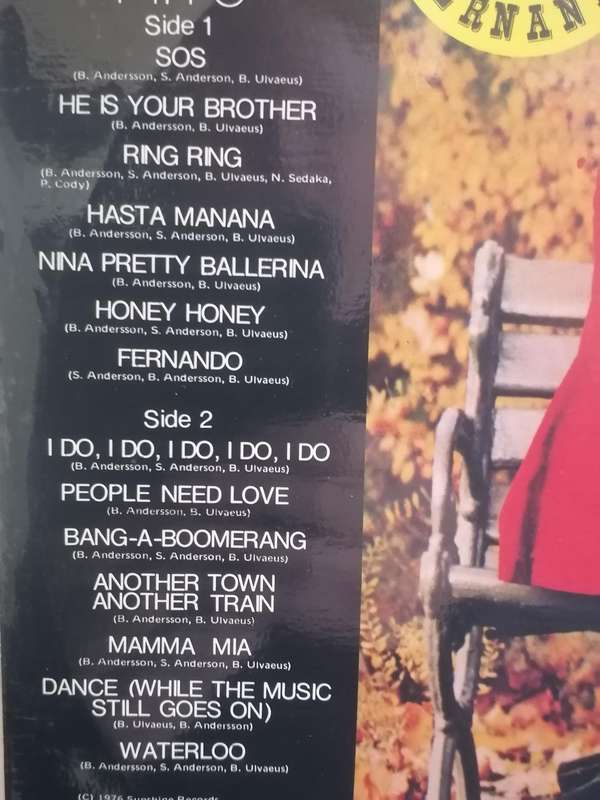 Side 1
SOS
(B. Andersson, S. Anderson, B. Ulvaeus)
HE IS YOUR BROTHER
(B. Andersson, B. Ulvaeus)
RING RING
(B. Andersson, S. Anderson, B. Ulvaeus, N. Sedaka,
P. Cody)
HASTA MANANA
(B. Andersson, S. Anderson, B. Ulvaeus)
NINA PRETTY BALLERINA
(B. Andersson, B. Ulvaeus)
HONEY HONEY
(B. Andersson, S. Anderson, B. Ulvaeus)
FERNANDO
(S. Anderson, B. Andersson, B. Ulvaeus)
Side 2
I DO, I DO, I DO, I DO, I DO
(B. Andersson, S. Anderson, B. Ulvaeus)
PEOPLE NEED LOVE
(B. Andersson, B. Ulvaeus)
BANG-A-BOOMERANG
(B. Andersson, S. Anderson, B. Ulvaeus)
ANOTHER TOWN
ANOTHER TRAIN
(B. Andersson, B. Ulvaeus)
MAMMA MIA
(B. Andersson, S. Anderson, B. Ulvaeus)
DANCE (WHILE THE MUSIC
STILL GOES ON)
(B. Ulvaeus, B. Andersson)
WATERLOO
(B. Andersson, S. Anderson, B. Ulvaeus)
(C) 1976 Sunshine Records
ERNAN